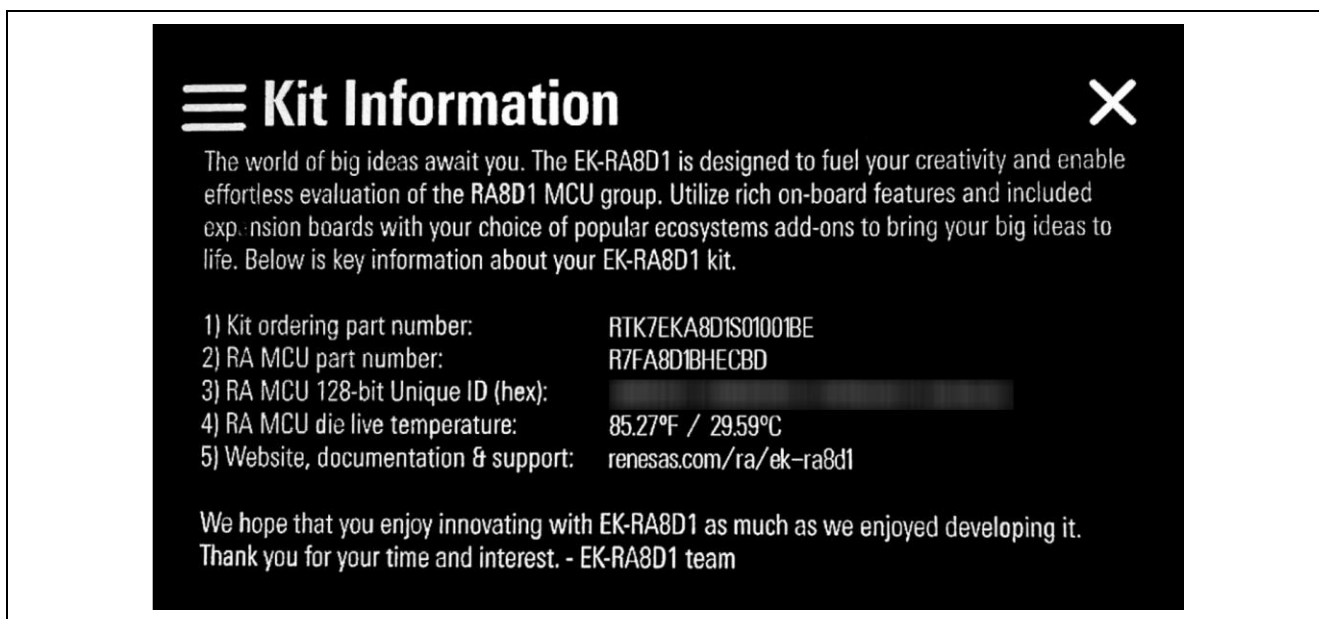 Kit Information
The world of big ideas await you. The EK-RA8D1 is designed to fuel your creativity and enable
effortless evaluation of the RA8D1 MCU group. Utilize rich on-board features and included
expansion boards with your choice of popular ecosystems add-ons to bring your big ideas to
life. Below is key information about your EK-RA8D1 kit.
1) Kit ordering part number: RTK7EKA8D1S01001BE
2) RA MCU part number: R7FA8D1BHECBD
3) RA MCU 128-bit Unique ID (hex):
4) RA MCU die live temperature: 85.27ºF / 29.59ºC
5) Website, documentation & support: renesas.com/ra/ek-ra8d1
We hope that you enjoy innovating with EK-RA8D1 as much as we enjoyed developing it.
Thank you for your time and interest. - EK-RA8D1 team